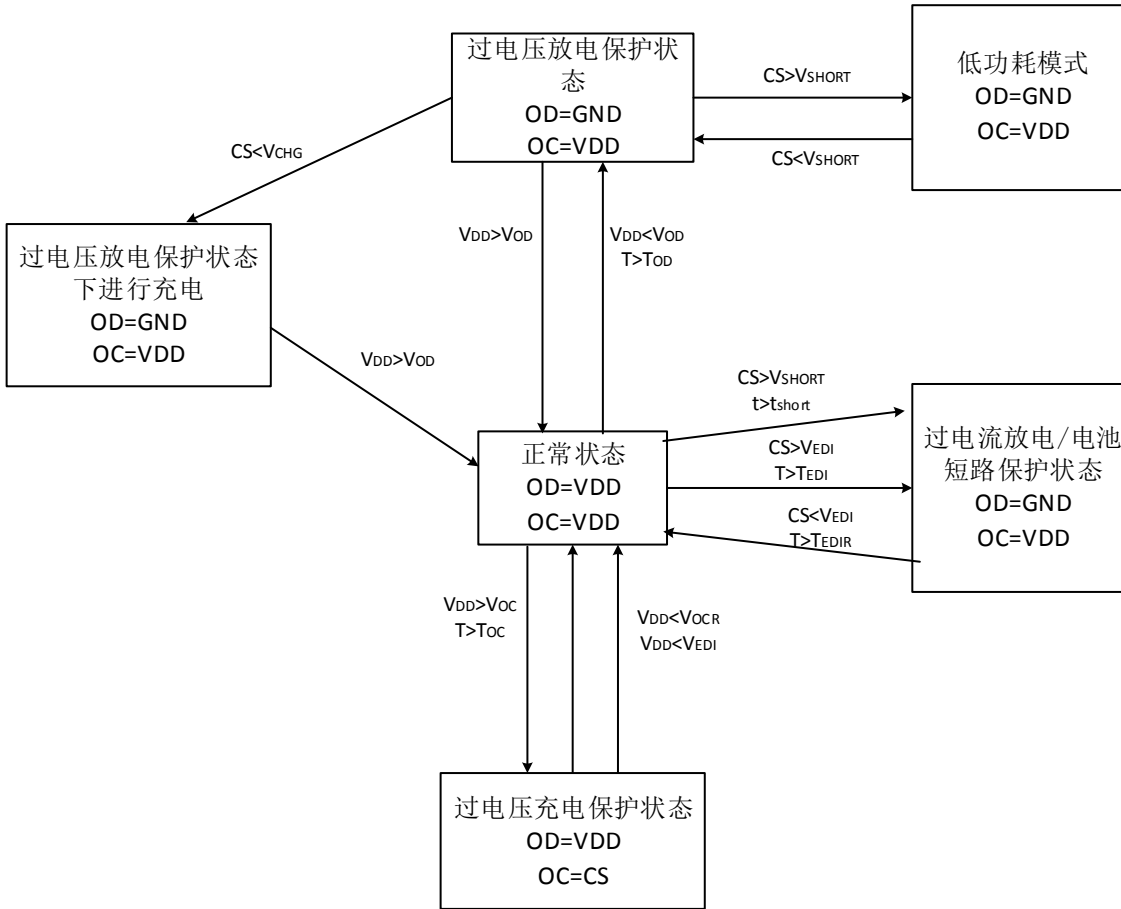 过电压放电保护状
态
OD=GND
OC=VDD
低功耗模式
OD=GND
OC=VDD
CS>VSHORT
CS<VSHORT
CS<VCHG
过电压放电保护状态
下进行充电
OD=GND
OC=VDD
VDD>VOD
VDD<VOD
T>TOD
VDD>VOD
CS>VSHORT
t>tshort
CS>VEDI
T>TEDI
CS<VEDI
T>TEDIR
过电流放电/电池
短路保护状态
OD=GND
OC=VDD
正常状态
OD=VDD
OC=VDD
VDD>VOC
T>TOC
VDD<VOCR
VDD<VEDI
过电压充电保护状态
OD=VDD
OC=CS